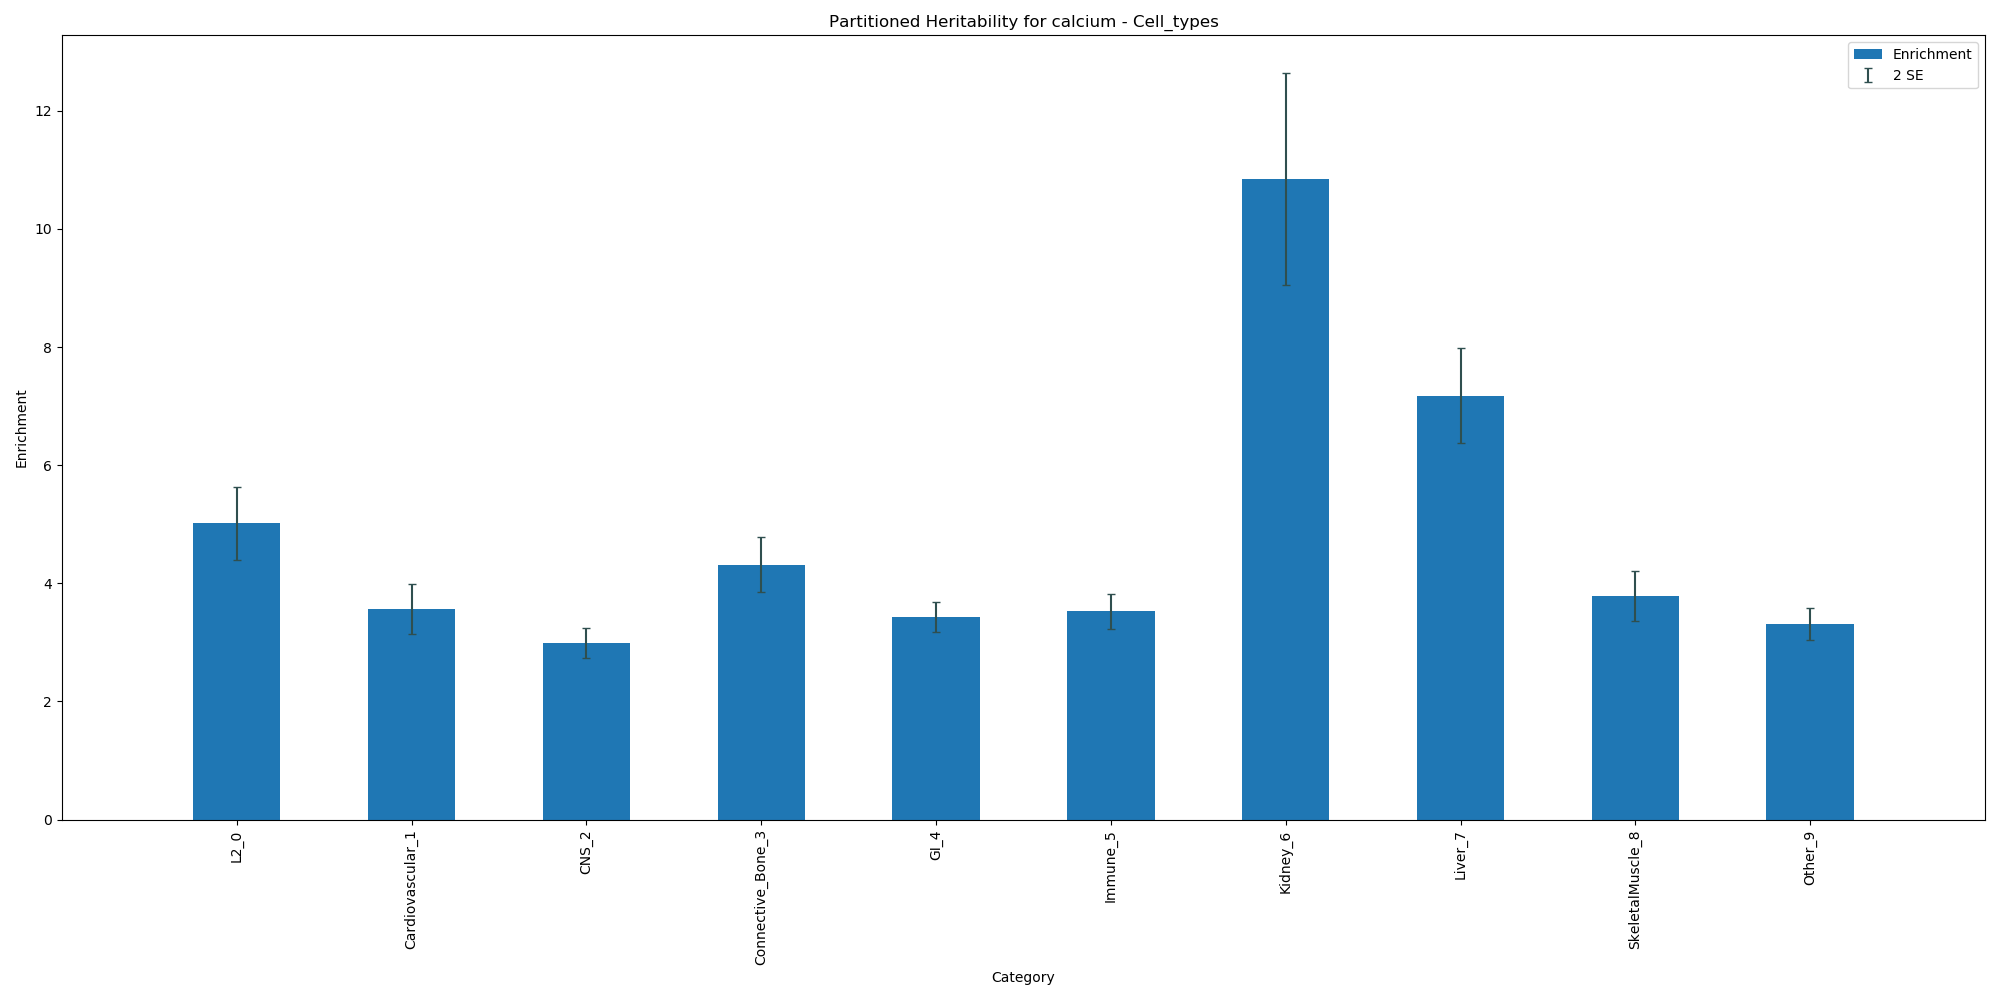 Partitioned Heritability for calcium - Cell_types
Enrichment
2 SE
Enrichment
12
10
8
6
4
2
0
L2_0
Cardiovascular_1
CNS_2
Connective_Bone_3
GI_4
Immune_5
Kidney_6
Liver_7
SkeletalMuscle_8
Other_9
Category